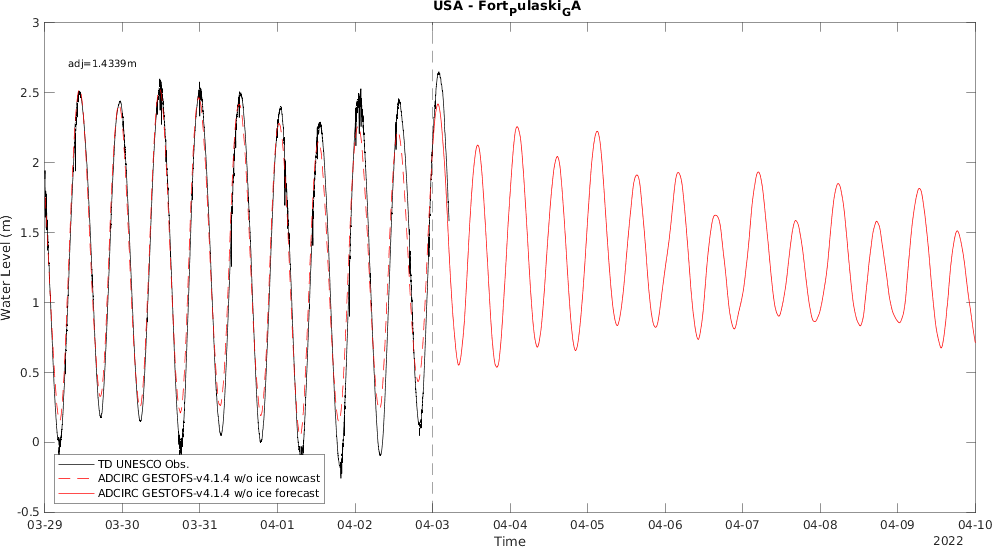 USA - Fort_Pulaski_GA
3
adj=1.4339m
2.5
2
1.5
1
0.5
0
-0.5
Water Level (m)
TD UNESCO Obs.
ADCIRC GESTOFS-v4.1.4 w/o ice nowcast
ADCIRC GESTOFS-v4.1.4 w/o ice forecast
03-29 03-30 03-31 04-01 04-02 04-03 04-04 04-05 04-06 04-07 04-08 04-09 04-10
Time
2022